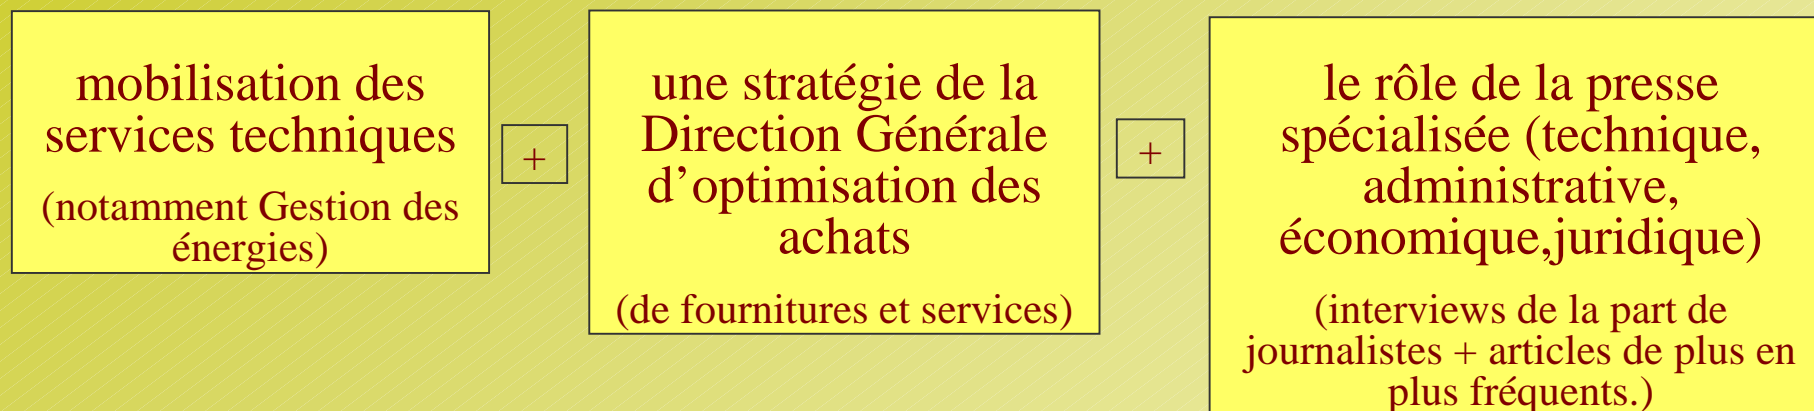 mobilisation des
services techniques
(notamment Gestion des
énergies)
+
une stratégie de la
Direction Générale
d’optimisation des
achats
(de fournitures et services)
+
le rôle de la presse
spécialisée (technique,
administrative,
économique,juridique)
(interviews de la part de
journalistes + articles de plus en
plus fréquents.)